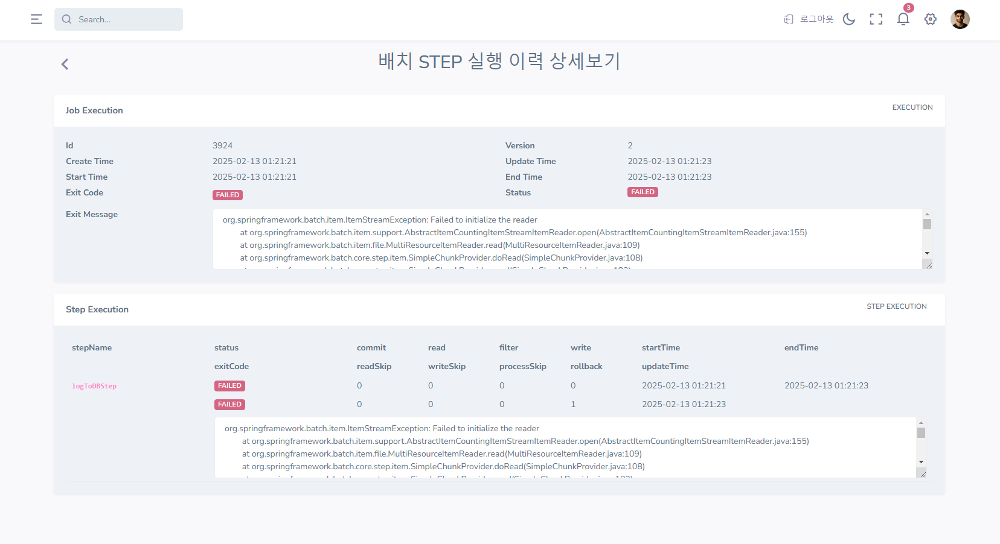 Search...
로그아웃
3
배치 STEP 실행 이력 상세보기
Job Execution
EXECUTION
Id 3924 Version 2
Create Time 2025-02-13 01:21:21 Update Time 2025-02-13 01:21:23
Start Time 2025-02-13 01:21:21 End Time 2025-02-13 01:21:23
Exit Code FAILED Status FAILED
Exit Message
org.springframework.batch.item.ItemStreamException: Failed to initialize the reader
at org.springframework.batch.item.support.AbstractItemCountingItemStreamItemReader.open(AbstractItemCountingItemStreamItemReader.java:155)
at org.springframework.batch.item.file.MultiResourceItemReader.read(MultiResourceItemReader.java:109)
at org.springframework.batch.core.step.item.SimpleChunkProvider.doRead(SimpleChunkProvider.java:108)
Step Execution
STEP EXECUTION
stepName status commit read filter write startTime endTime
exitCode readSkip writeSkip processSkip rollback updateTime
logToDBStep FAILED 0 0 0 0 2025-02-13 01:21:21 2025-02-13 01:21:23
FAILED 0 0 0 1 2025-02-13 01:21:23
org.springframework.batch.item.ItemStreamException: Failed to initialize the reader
at org.springframework.batch.item.support.AbstractItemCountingItemStreamItemReader.open(AbstractItemCountingItemStreamItemReader.java:155)
at org.springframework.batch.item.file.MultiResourceItemReader.read(MultiResourceItemReader.java:109)
at org.springframework.batch.core.step.item.SimpleChunkProvider.doRead(SimpleChunkProvider.java:108)